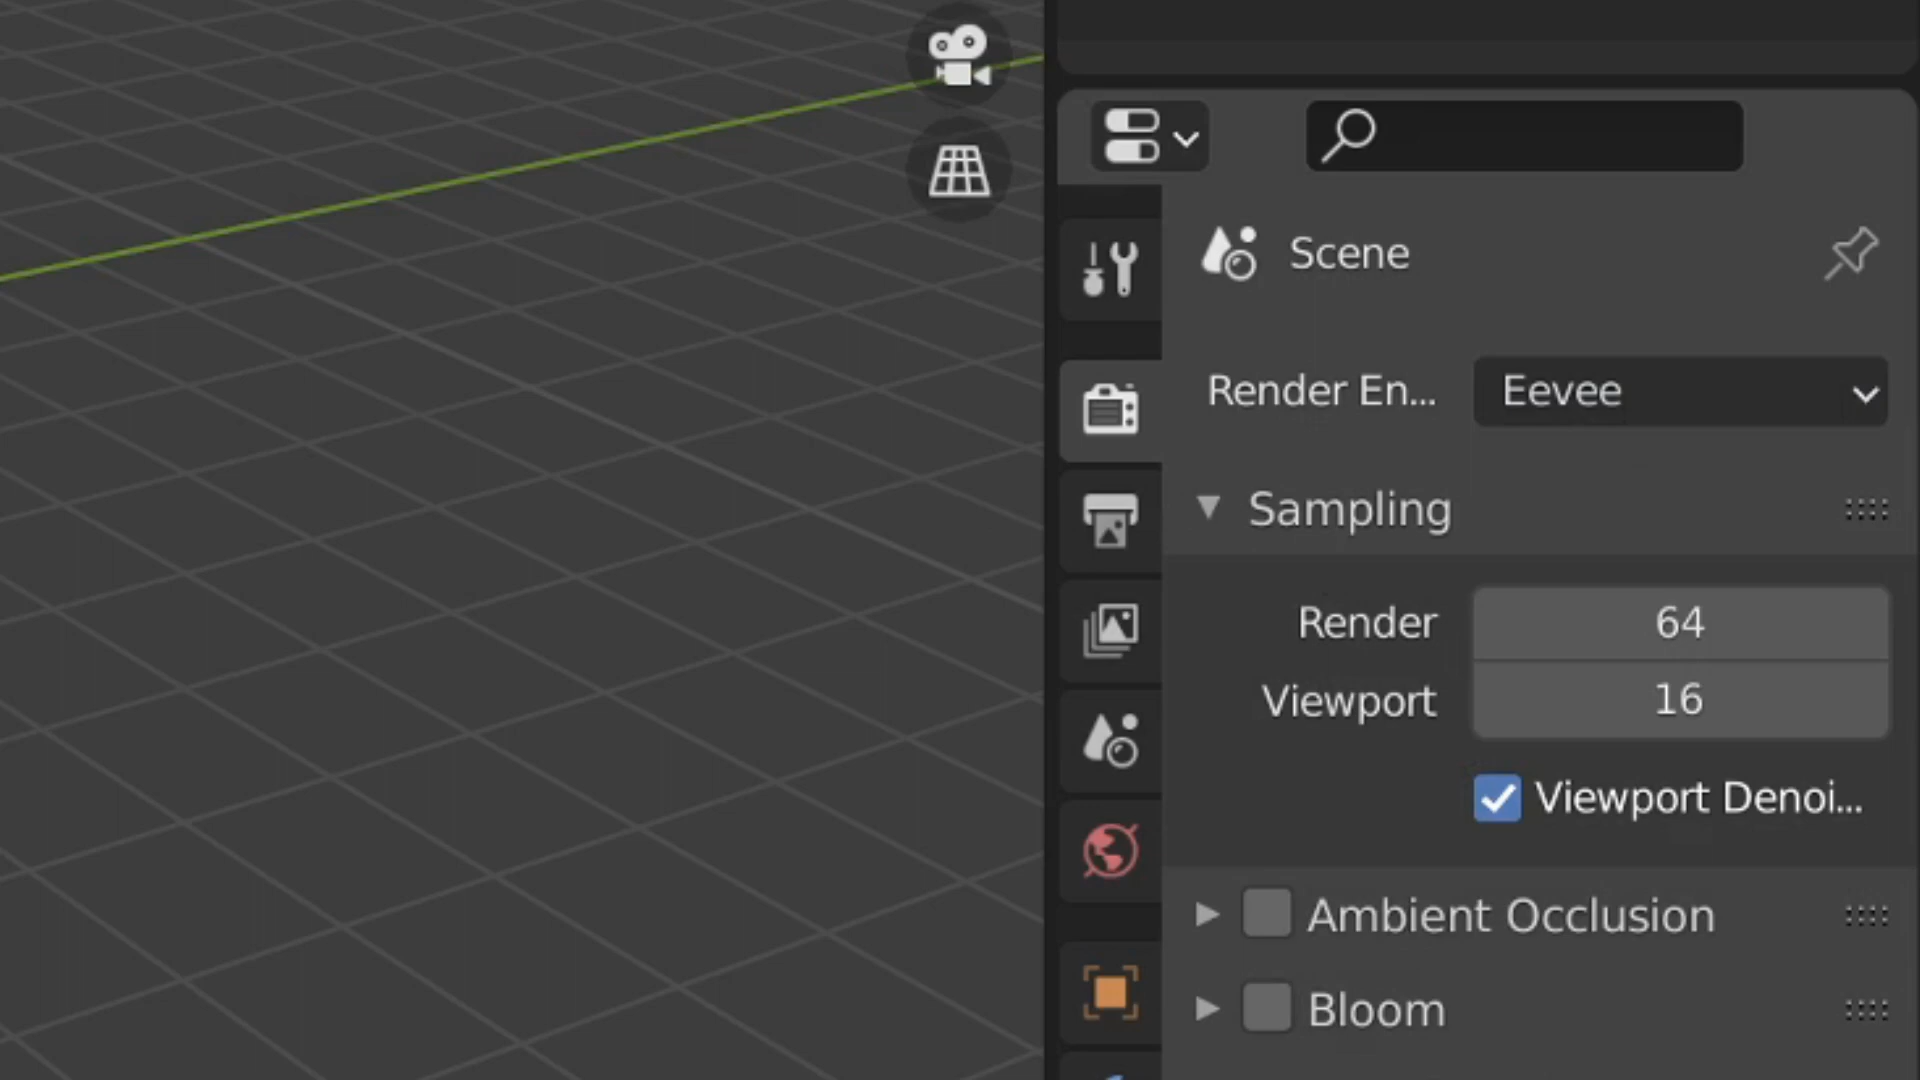 Scene
Render En... Eevee
Sampling
Render 64
Viewport 16
Viewport Denoi...
Ambient Occlusion
Bloom